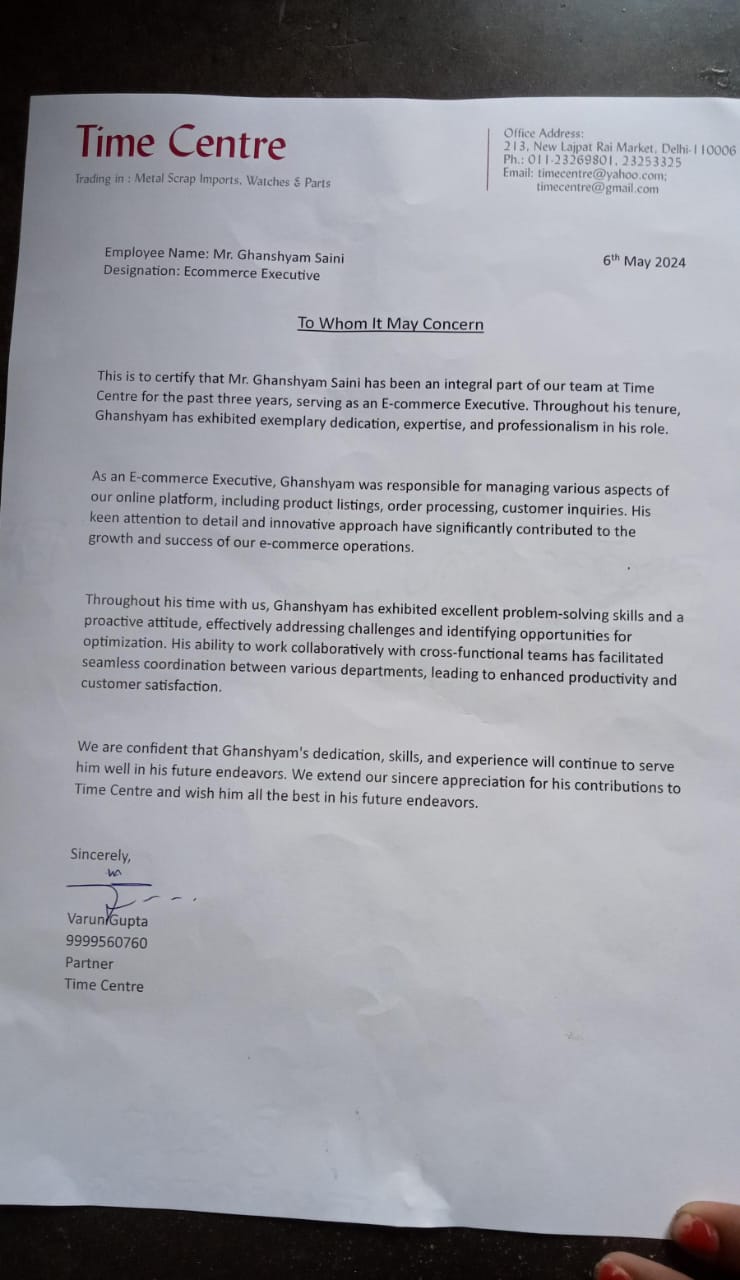 Time Centre
Trading in : Metal Scrap Imports, Watches & Parts
Office Address:
213, New Lajpat Rai Market, Delhi-110006
Ph.: 011-23269801, 23253325
Email: timecentre@yahoo.com;
timecentre@gmail.com
Employee Name: Mr. Ghanshyam Saini
Designation: Ecommerce Executive
6th May 2024
To Whom It May Concern
This is to certify that Mr. Ghanshyam Saini has been an integral part of our team at Time
Centre for the past three years, serving as an E-commerce Executive. Throughout his tenure,
Ghanshyam has exhibited exemplary dedication, expertise, and professionalism in his role.
As an E-commerce Executive, Ghanshyam was responsible for managing various aspects of
our online platform, including product listings, order processing, customer inquiries. His
keen attention to detail and innovative approach have significantly contributed to the
growth and success of our e-commerce operations.
Throughout his time with us, Ghanshyam has exhibited excellent problem-solving skills and a
proactive attitude, effectively addressing challenges and identifying opportunities for
optimization. His ability to work collaboratively with cross-functional teams has facilitated
seamless coordination between various departments, leading to enhanced productivity and
customer satisfaction.
We are confident that Ghanshyam's dedication, skills, and experience will continue to serve
him well in his future endeavors. We extend our sincere appreciation for his contributions to
Time Centre and wish him all the best in his future endeavors.
Sincerely,
Varun Gupta
9999560760
Partner
Time Centre